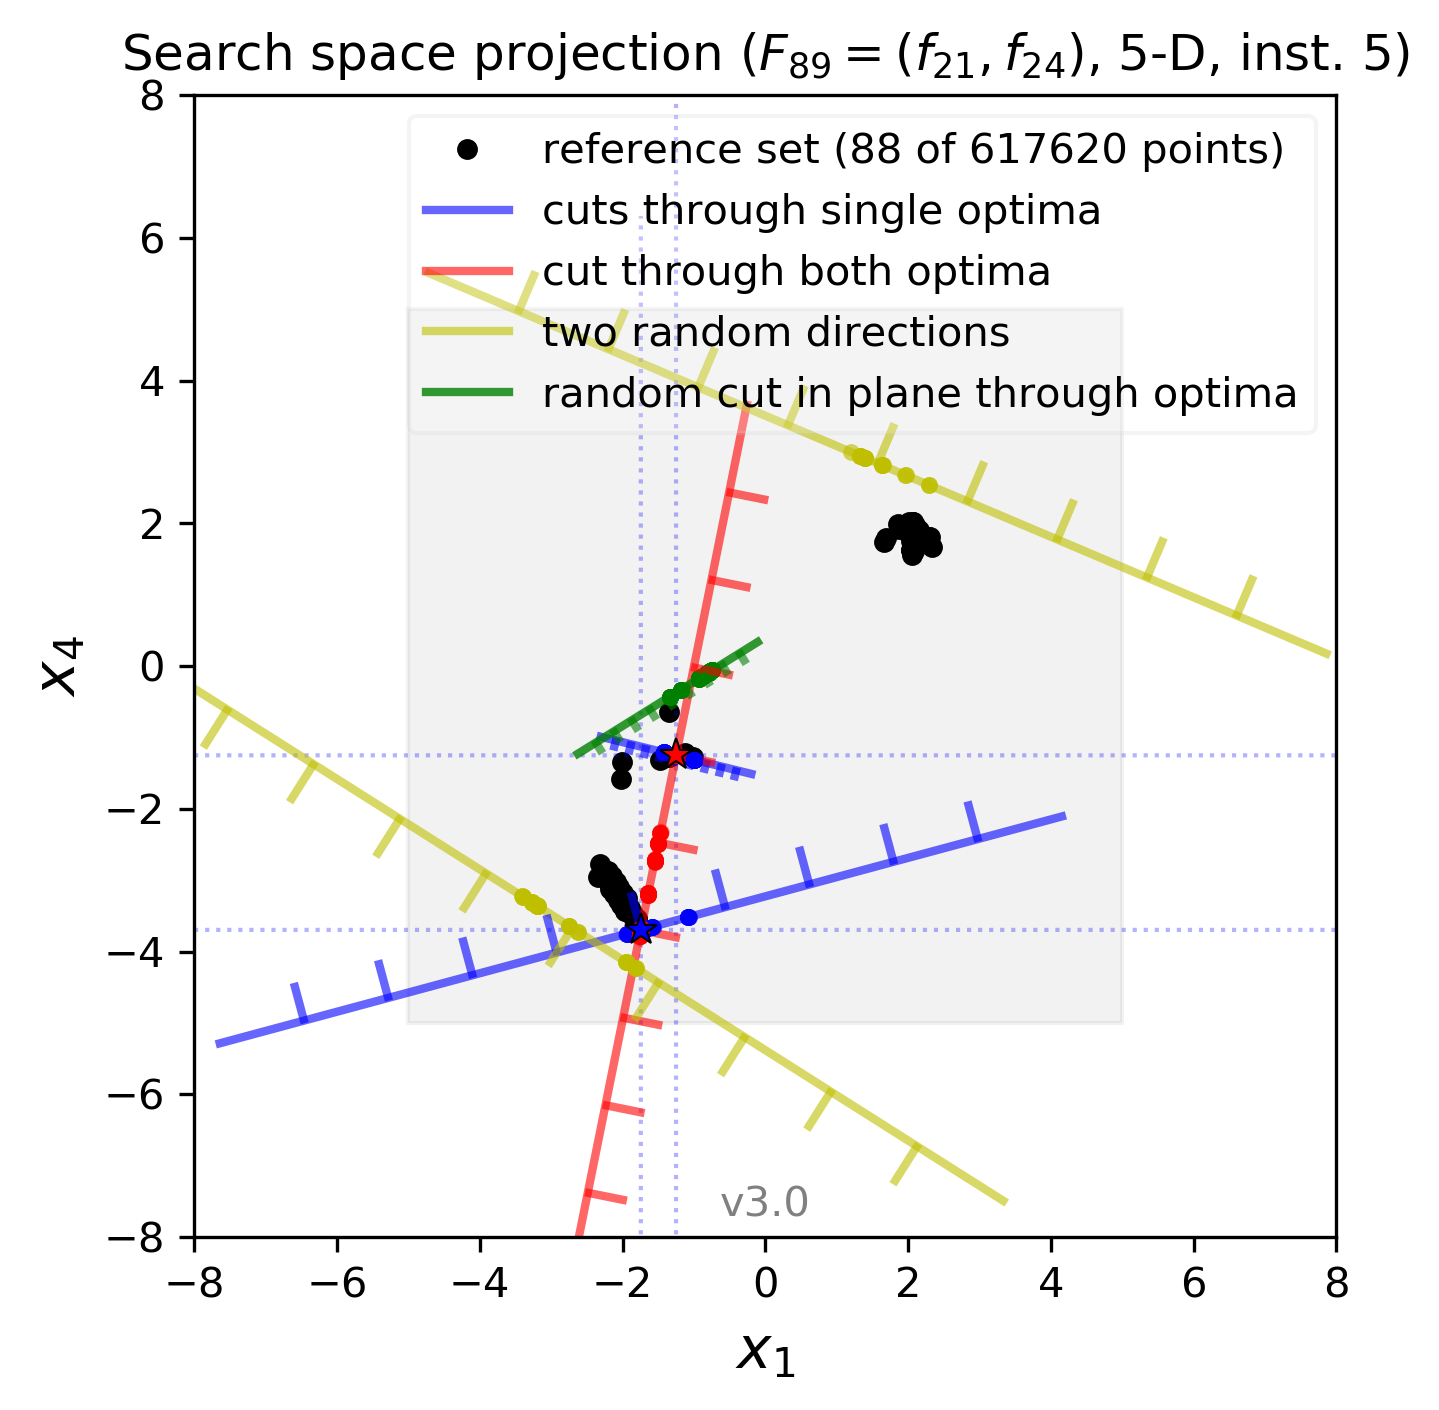 Search space projection (F₈₉ = (f₂₁, f₂₄), 5-D, inst. 5)
8
reference set (88 of 617620 points)
cuts through single optima
6
cut through both optima
two random directions
4
random cut in plane through optima
2
0
x₄
−2
−4
−6
v3.0
−8
−8 −6 −4 −2 0 2 4 6 8
x₁